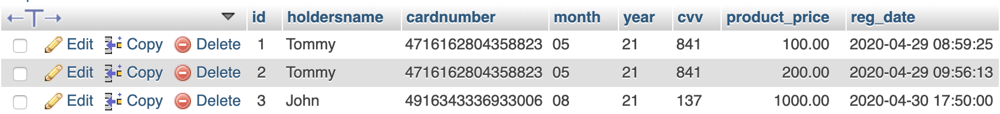 id holdersname cardnumber month year cvv product_price reg_date
Edit Copy Delete 1 Tommy 4716162804358823 05 21 841 100.00 2020-04-29 08:59:25
Edit Copy Delete 2 Tommy 4716162804358823 05 21 841 200.00 2020-04-29 09:56:13
Edit Copy Delete 3 John 4916343336933006 08 21 137 1000.00 2020-04-30 17:50:00